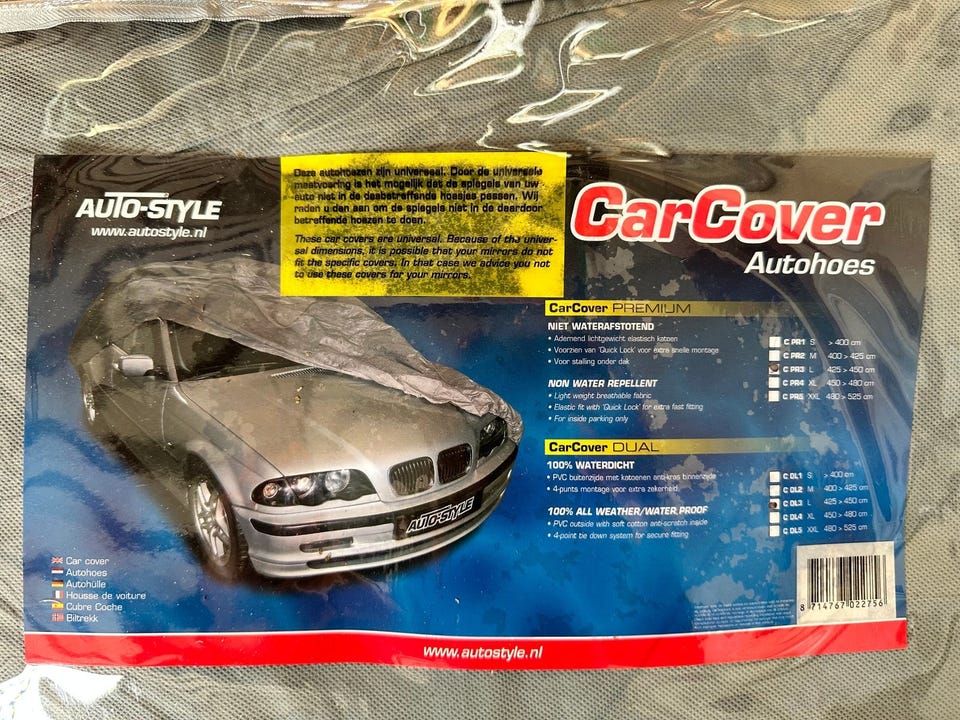 AUTO-STYLE
www.autostyle.nl
Deze autohoezen zijn universeel. Door de universele
maatvoering is het mogelijk dat de spiegels van uw
auto niet in de desbetreffende hoesjes passen. Wij
raden u dan aan om de spiegels niet in de daardoor
betreffende hoezen te doen.
These car covers are universal. Because of the univer-
sal dimensions, it is possible that your mirrors do not
fit the specific covers. In that case we advice you not
to use these covers for your mirrors.
CarCover
Autohoes
CarCover PREMIUM
NIET WATERAFSTOTEND
• Ademend lichtgewicht elastisch katoen
• Voorzien van 'Quick Lock' voor extra snelle montage
• Voor stalling onder dak
NON WATER REPELLENT
• Light weight breathable fabric
• Elastic fit with 'Quick Lock' for extra fast fitting
• For inside parking only
C PR1 S > 400 cm
C PR2 M 400 > 425 cm
C PR3 L 425 > 450 cm
C PR4 XL 450 > 480 cm
C PR5 XXL 480 > 525 cm
CarCover DUAL
100% WATERDICHT
• PVC buitenzijde met katoenen anti-kras binnenzijde
• 4-punts montage voor extra zekerheid.
100% ALL WEATHER/WATER PROOF
• PVC outside with soft cotton anti-scratch inside
• 4-point tie down system for secure fitting
C DL1 S > 400 cm
C DL2 M 400 > 425 cm
C DL3 L 425 > 450 cm
C DL4 XL 450 > 480 cm
C DL5 XXL 480 > 525 cm
AUTO-STYLE
Car cover
Autohoes
Autohülle
Housse de voiture
Cubre Coche
Biltrekk
8 714767 022756
www.autostyle.nl